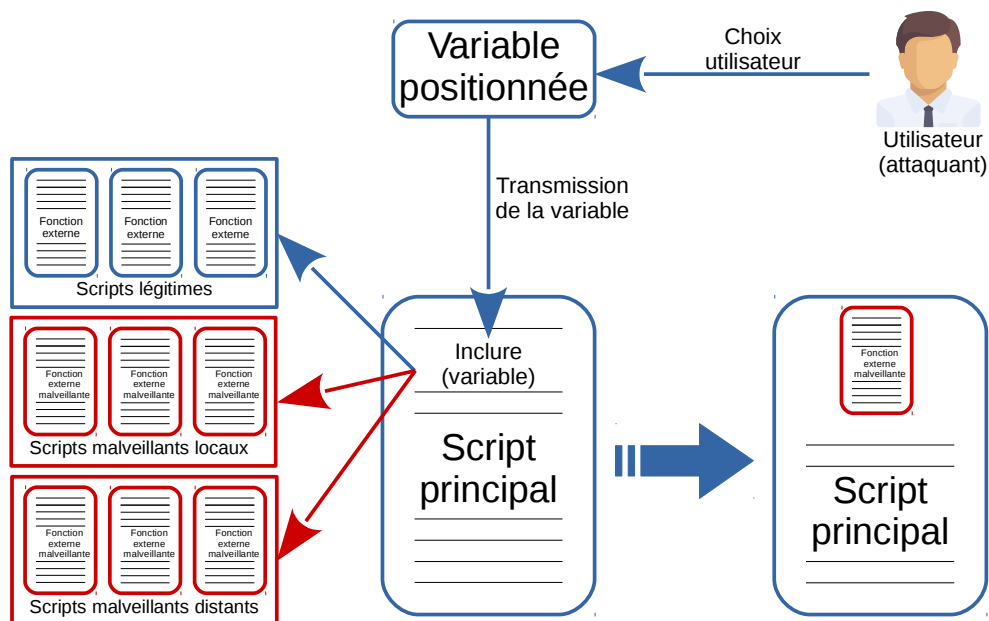 Variable
positionnée
Choix
utilisateur
Utilisateur
(attaquant)
Transmission
de la variable
Fonction
externe
Fonction
externe
Fonction
externe
Scripts légitimes
Fonction
externe
malveillante
Fonction
externe
malveillante
Fonction
externe
malveillante
Scripts malveillants locaux
Fonction
externe
malveillante
Fonction
externe
malveillante
Fonction
externe
malveillante
Scripts malveillants distants
Inclure
(variable)
Script
principal
Fonction
externe
malveillante
Script
principal